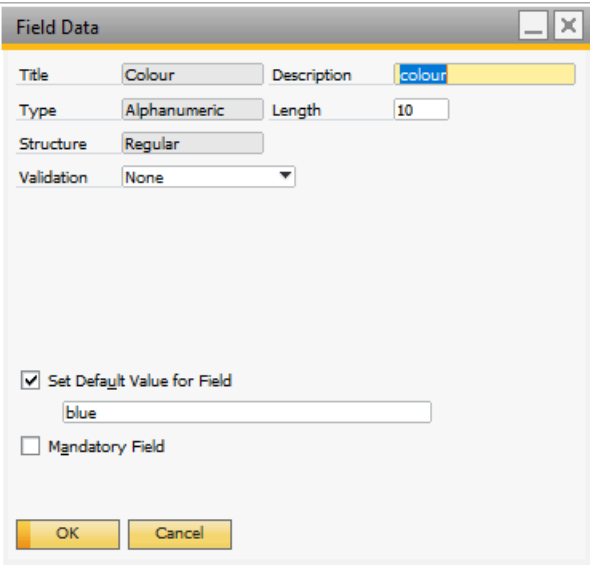 Field Data
Title Colour Description colour
Type Alphanumeric Length 10
Structure Regular
Validation None
Set Default Value for Field
blue
Mandatory Field
OK Cancel